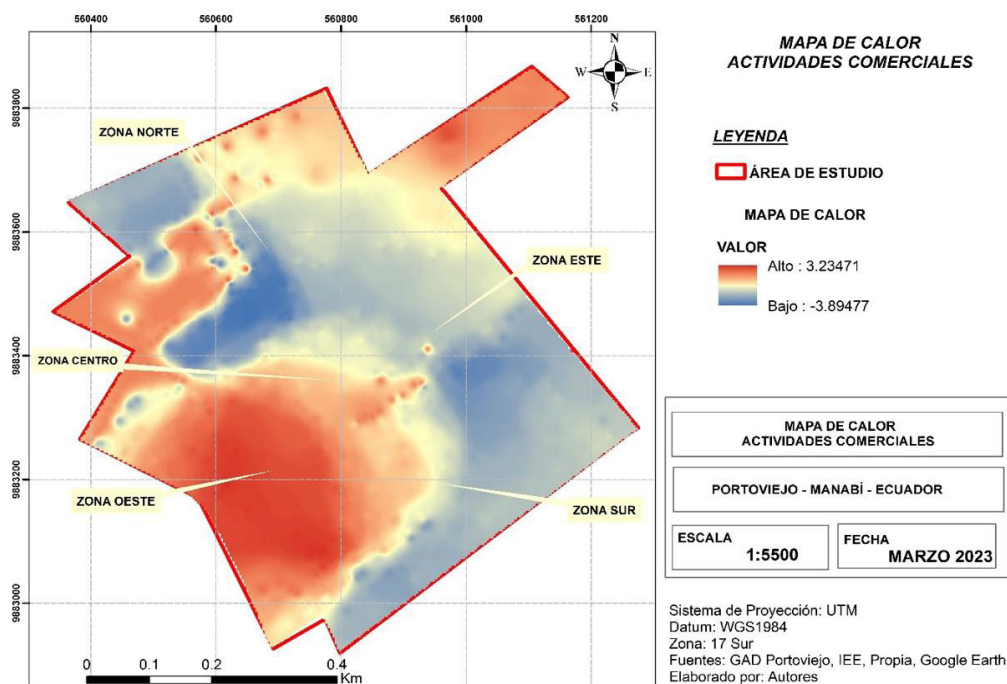 560400 560600 560800 561000 561200
9883800
9883600
9883400
9883200
9883000
N
W E
S
ZONA NORTE
ZONA ESTE
ZONA CENTRO
ZONA OESTE
ZONA SUR
0 0.1 0.2 0.4
Km
MAPA DE CALOR
ACTIVIDADES COMERCIALES
LEYENDA
ÁREA DE ESTUDIO
MAPA DE CALOR
VALOR
Alto : 3.23471
Bajo : -3.89477
MAPA DE CALOR
ACTIVIDADES COMERCIALES
PORTOVIEJO - MANABÍ - ECUADOR
ESCALA
1:5500
FECHA
MARZO 2023
Sistema de Proyección: UTM
Datum: WGS1984
Zona: 17 Sur
Fuentes: GAD Portoviejo, IEE, Propia, Google Earth
Elaborado por: Autores